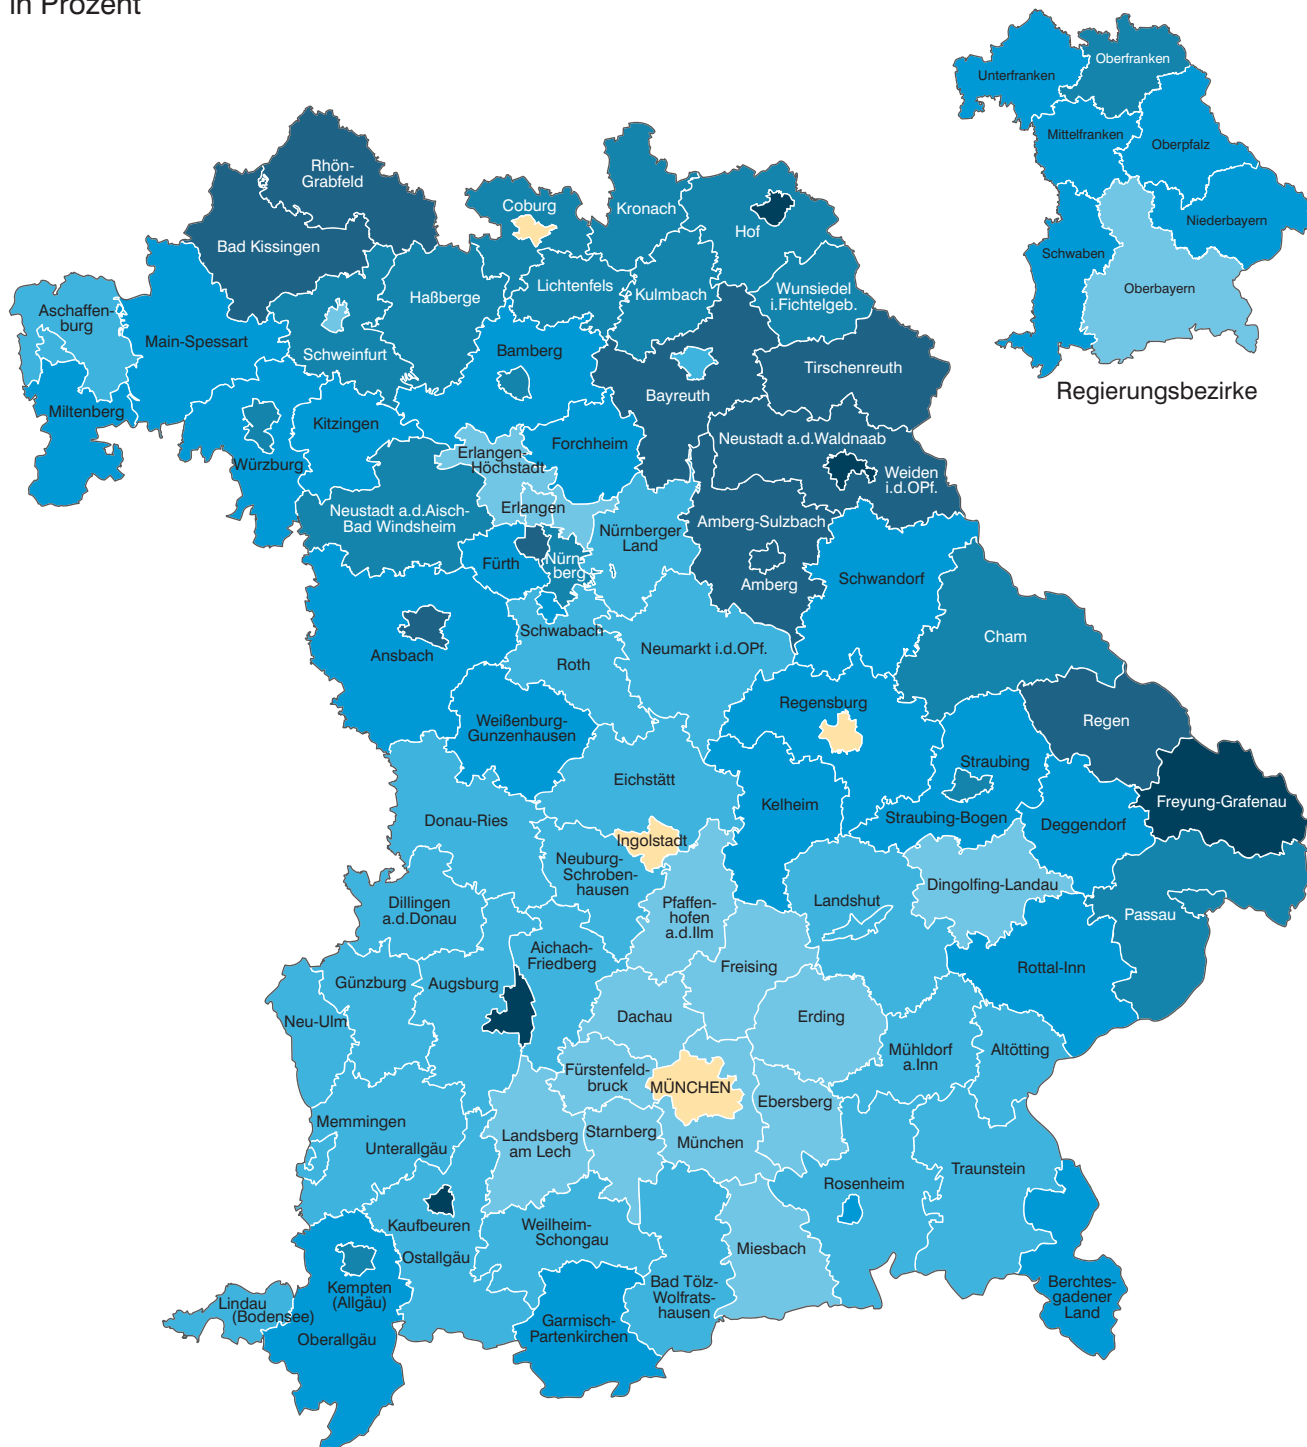 in Prozent
Oberfranken
Unterfranken
Mittelfranken
Oberpfalz
Niederbayern
Schwaben
Oberbayern
Regierungsbezirke
Rhön-
Grabfeld
Bad Kissingen
Coburg
Kronach
Hof
Lichtenfels
Kulmbach
Wunsiedel
i.Fichtelgeb.
Haßberge
Aschaffen-
burg
Main-Spessart
Schweinfurt
Bamberg
Tirschenreuth
Bayreuth
Miltenberg
Kitzingen
Würzburg
Forchheim
Erlangen-
Höchstadt
Neustadt a.d.Waldnaab
Weiden
i.d.OPf.
Neustadt a.d.Aisch-
Bad Windsheim
Erlangen
Nürnberger
Land
Amberg-Sulzbach
Amberg
Fürth
Nürn-
berg
Schwandorf
Schwabach
Ansbach
Roth
Neumarkt i.d.OPf.
Cham
Regensburg
Regen
Weißenburg-
Gunzenhausen
Eichstätt
Straubing
Kelheim
Freyung-Grafenau
Donau-Ries
Straubing-Bogen
Deggendorf
Ingolstadt
Neuburg-
Schroben-
hausen
Dingolfing-Landau
Dillingen
a.d.Donau
Pfaffen-
hofen
a.d.Ilm
Landshut
Passau
Aichach-
Friedberg
Freising
Rottal-Inn
Günzburg
Augsburg
Neu-Ulm
Dachau
Erding
Mühldorf
a.Inn
Altötting
Fürstenfeld-
bruck
MÜNCHEN
Ebersberg
Memmingen
Unterallgäu
Landsberg
am Lech
Starnberg
München
Traunstein
Rosenheim
Kaufbeuren
Weilheim-
Schongau
Ostallgäu
Miesbach
Bad Tölz-
Wolfrats-
hausen
Kempten
(Allgäu)
Lindau
(Bodensee)
Oberallgäu
Garmisch-
Partenkirchen
Berchtes-
gadener
Land